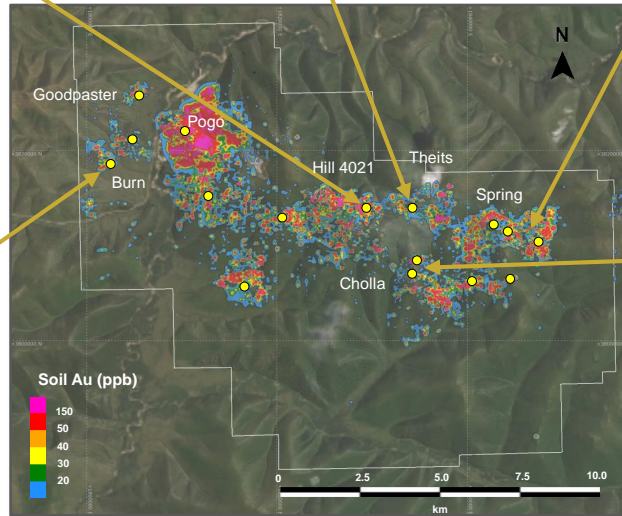 N
Goodpaster
Pogo
Hill 4021
Theits
Burn
Spring
Cholla
Soil Au (ppb)
150
50
40
30
20
0
2.5
5.0
7.5
10.0
km